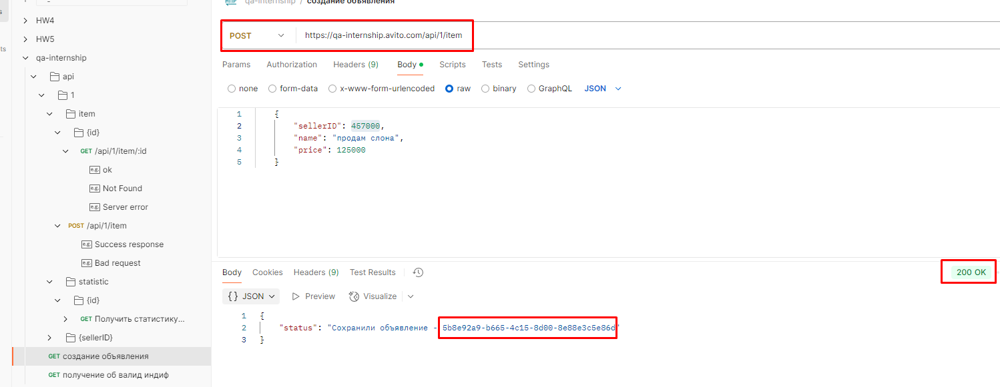 HTTP qa-internship / создание объявления
HW4
HW5
qa-internship
api
1
item
{id}
GET /api/1/item/:id
e.g. ok
e.g. Not Found
e.g. Server error
POST /api/1/item
e.g. Success response
e.g. Bad request
statistic
{id}
GET Получить статистику...
{sellerID}
GET создание объявления
GET получение об валид индиф
POST https://qa-internship.avito.com/api/1/item
Params Authorization Headers (9) Body Scripts Tests Settings
none form-data x-www-form-urlencoded raw binary GraphQL JSON
1 {
2 "sellerID": 457000,
3 "name": "продам слона",
4 "price": 125000
5 }
Body Cookies Headers (9) Test Results 200 OK
{} JSON Preview Visualize
1 {
2 "status": "Сохранили объявление - 5b8e92a9-b665-4c15-8d00-8e88e3c5e86d"
3 }